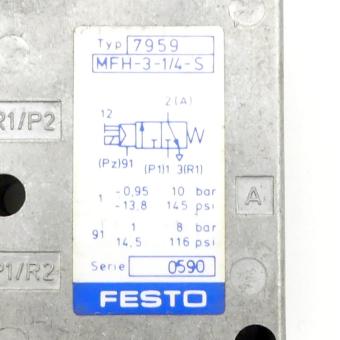 Typ 7959
MFH-3-1/4-S
2(A)
12
(Pz)91 (P1)1 3(R1)
1 -0,95 10 bar
-13,8 145 psi
91 1 8 bar
14,5 116 psi
Serie 0590
FESTO
R1/P2
A
P1/R2